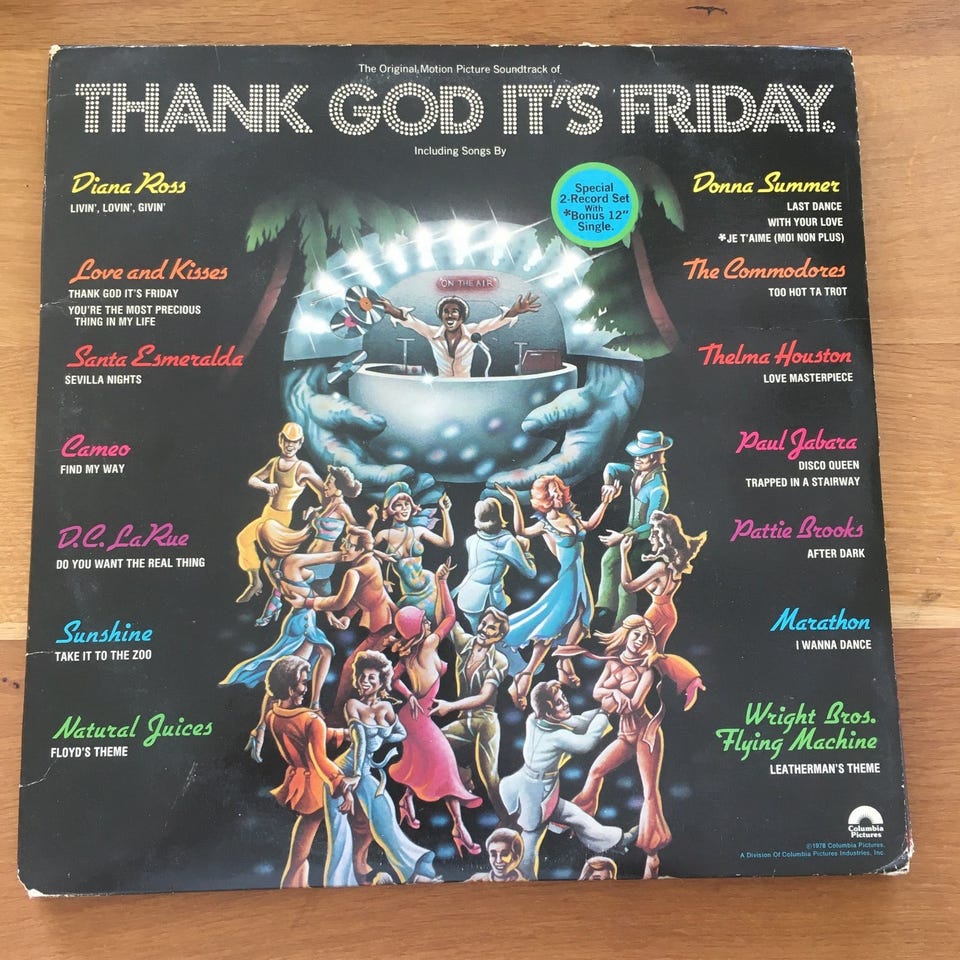 The Original Motion Picture Soundtrack of
THANK GOD IT'S FRIDAY.
Including Songs By
Diana Ross
LIVIN', LOVIN', GIVIN'
Love and Kisses
THANK GOD IT'S FRIDAY
YOU'RE THE MOST PRECIOUS
THING IN MY LIFE
Santa Esmeralda
SEVILLA NIGHTS
Cameo
FIND MY WAY
D.C. LaRue
DO YOU WANT THE REAL THING
Sunshine
TAKE IT TO THE ZOO
Natural Juices
FLOYD'S THEME
Special
2-Record Set
With
*Bonus 12"
Single.
"ON THE AIR"
Donna Summer
LAST DANCE
WITH YOUR LOVE
*JE T'AIME (MOI NON PLUS)
The Commodores
TOO HOT TA TROT
Thelma Houston
LOVE MASTERPIECE
Paul Jabara
DISCO QUEEN
TRAPPED IN A STAIRWAY
Pattie Brooks
AFTER DARK
Marathon
I WANNA DANCE
Wright Bros.
Flying Machine
LEATHERMAN'S THEME
Columbia
Pictures
©1978 Columbia Pictures,
A Division Of Columbia Pictures Industries, Inc.